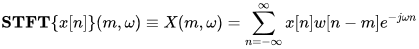 STFT{x[n]}(m, ω) ≡ X(m, ω) = ∑_{n=−∞}^{∞} x[n]w[n − m]e^{−jωn}